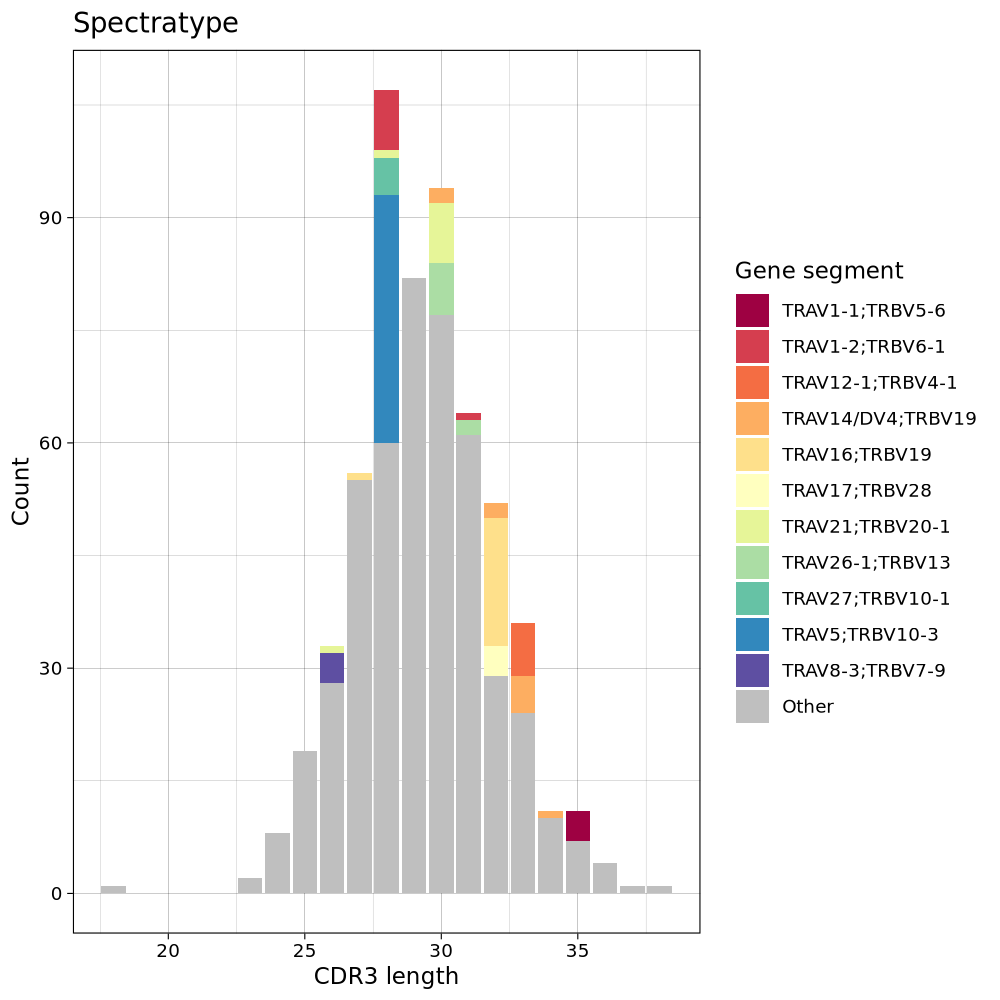 Spectratype
Count
90
60
30
0
20 25 30 35
CDR3 length
Gene segment
TRAV1-1;TRBV5-6
TRAV1-2;TRBV6-1
TRAV12-1;TRBV4-1
TRAV14/DV4;TRBV19
TRAV16;TRBV19
TRAV17;TRBV28
TRAV21;TRBV20-1
TRAV26-1;TRBV13
TRAV27;TRBV10-1
TRAV5;TRBV10-3
TRAV8-3;TRBV7-9
Other